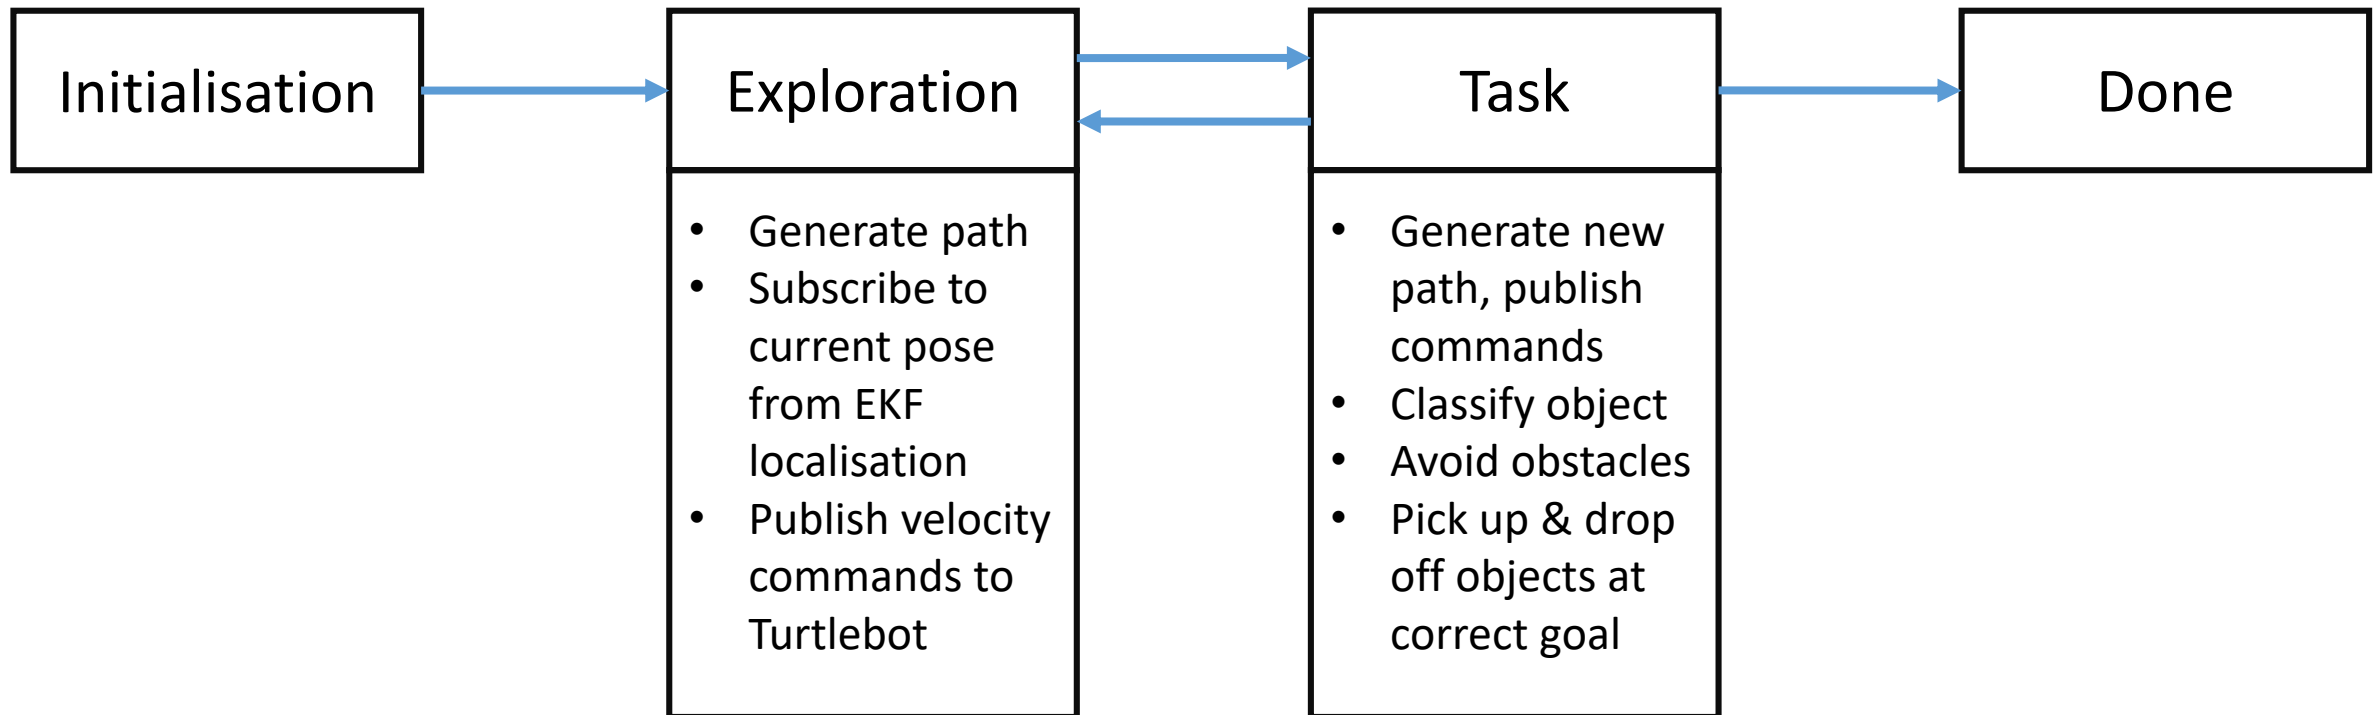 Initialisation
Exploration
• Generate path
• Subscribe to
current pose
from EKF
localisation
• Publish velocity
commands to
Turtlebot
Task
• Generate new
path, publish
commands
• Classify object
• Avoid obstacles
• Pick up & drop
off objects at
correct goal
Done